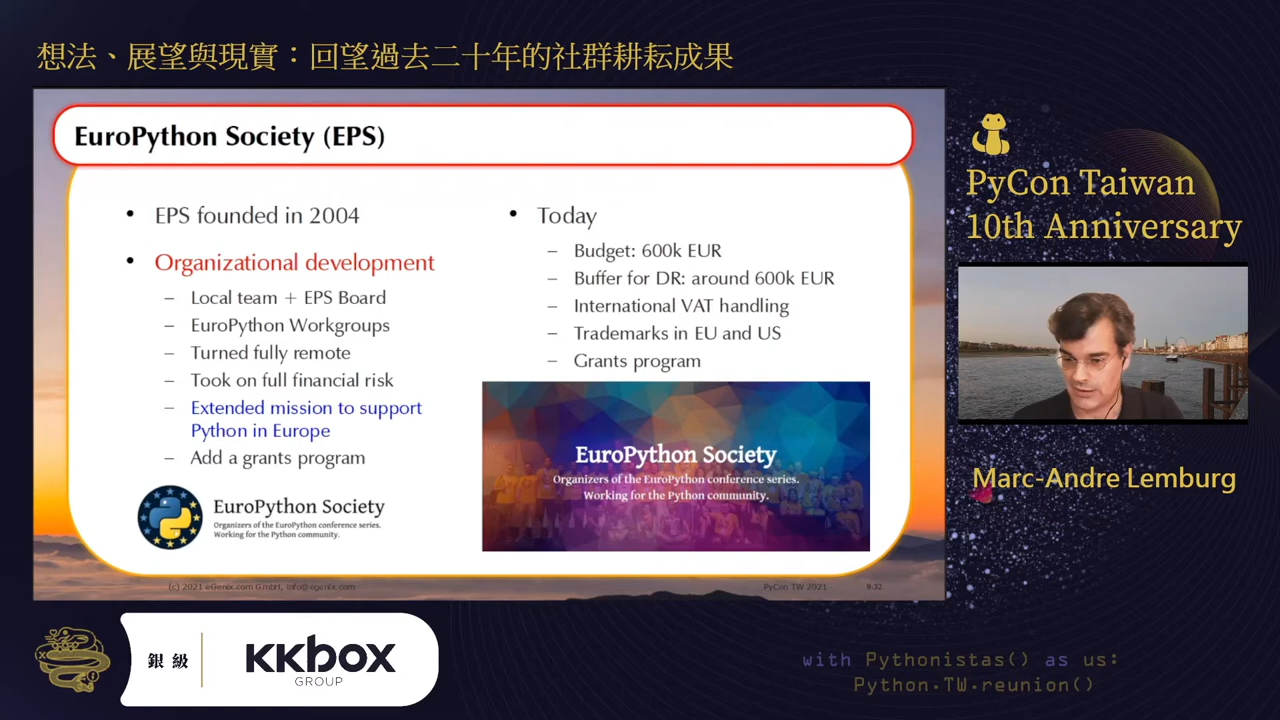 想法、展望與現實：回望過去二十年的社群耕耘成果
EuroPython Society (EPS)
• EPS founded in 2004
• Organizational development
– Local team + EPS Board
– EuroPython Workgroups
– Turned fully remote
– Took on full financial risk
– Extended mission to support
Python in Europe
– Add a grants program
EuroPython Society
Organizers of the EuroPython conference series.
Working for the Python community.
• Today
– Budget: 600k EUR
– Buffer for DR: around 600k EUR
– International VAT handling
– Trademarks in EU and US
– Grants program
EuroPython Society
Organizers of the EuroPython conference series.
Working for the Python community.
(c) 2021 eGenix.com GmbH, info@egenix.com
PyCon TW 2021
9:32
PyCon Taiwan
10th Anniversary
Marc-Andre Lemburg
銀級
KKBOX
GROUP
with Pythonistas() as us:
Python.TW.reunion()